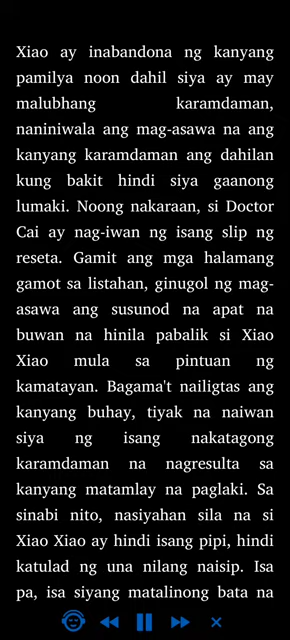 Xiao ay inabandona ng kanyang
pamilya noon dahil siya ay may
malubhang karamdaman,
naniniwala ang mag-asawa na ang
kanyang karamdaman ang dahilan
kung bakit hindi siya gaanong
lumaki. Noong nakaraan, si Doctor
Cai ay nag-iwan ng isang slip ng
reseta. Gamit ang mga halamang
gamot sa listahan, ginugol ng mag-
asawa ang susunod na apat na
buwan na hinila pabalik si Xiao
Xiao mula sa pintuan ng
kamatayan. Bagama't nailigtas ang
kanyang buhay, tiyak na naiwan
siya ng isang nakatagong
karamdaman na nagresulta sa
kanyang matamlay na paglaki. Sa
sinabi nito, nasiyahan sila na si
Xiao Xiao ay hindi isang pipi, hindi
katulad ng una nilang naisip. Isa
pa, isa siyang matalinong bata na